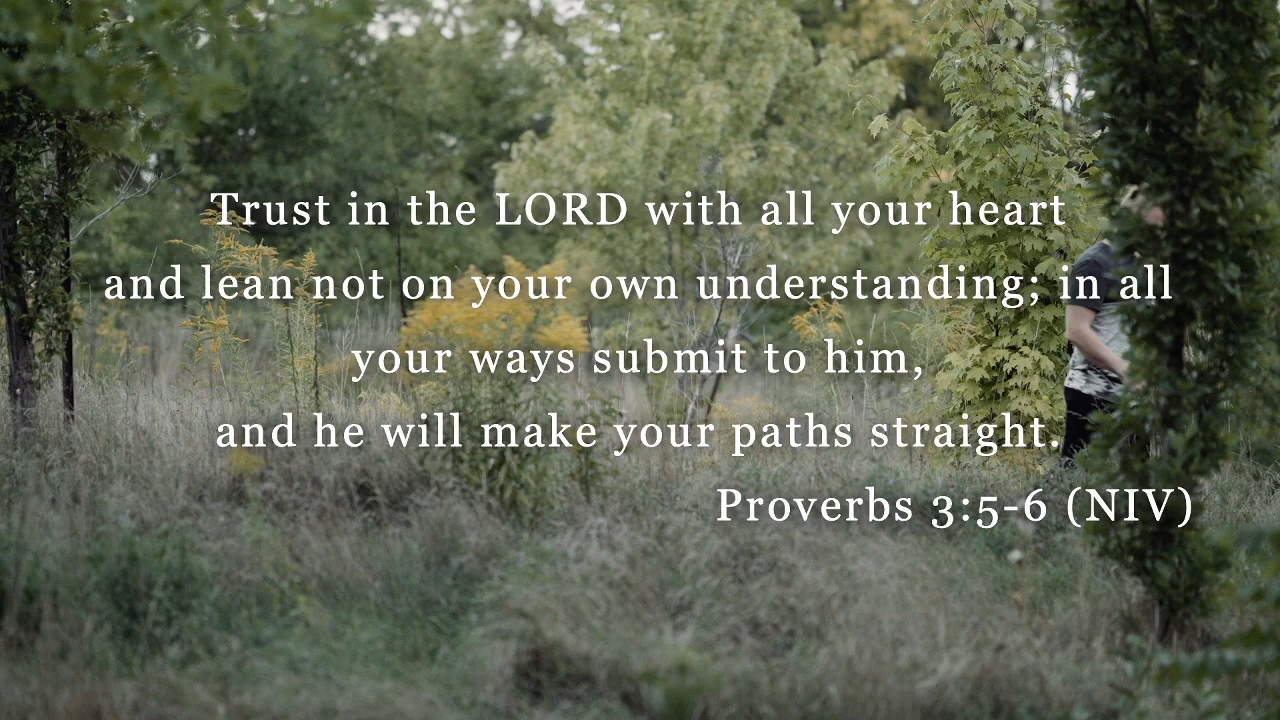 Trust in the LORD with all your heart
and lean not on your own understanding; in all
your ways submit to him,
and he will make your paths straight.
Proverbs 3:5-6 (NIV)